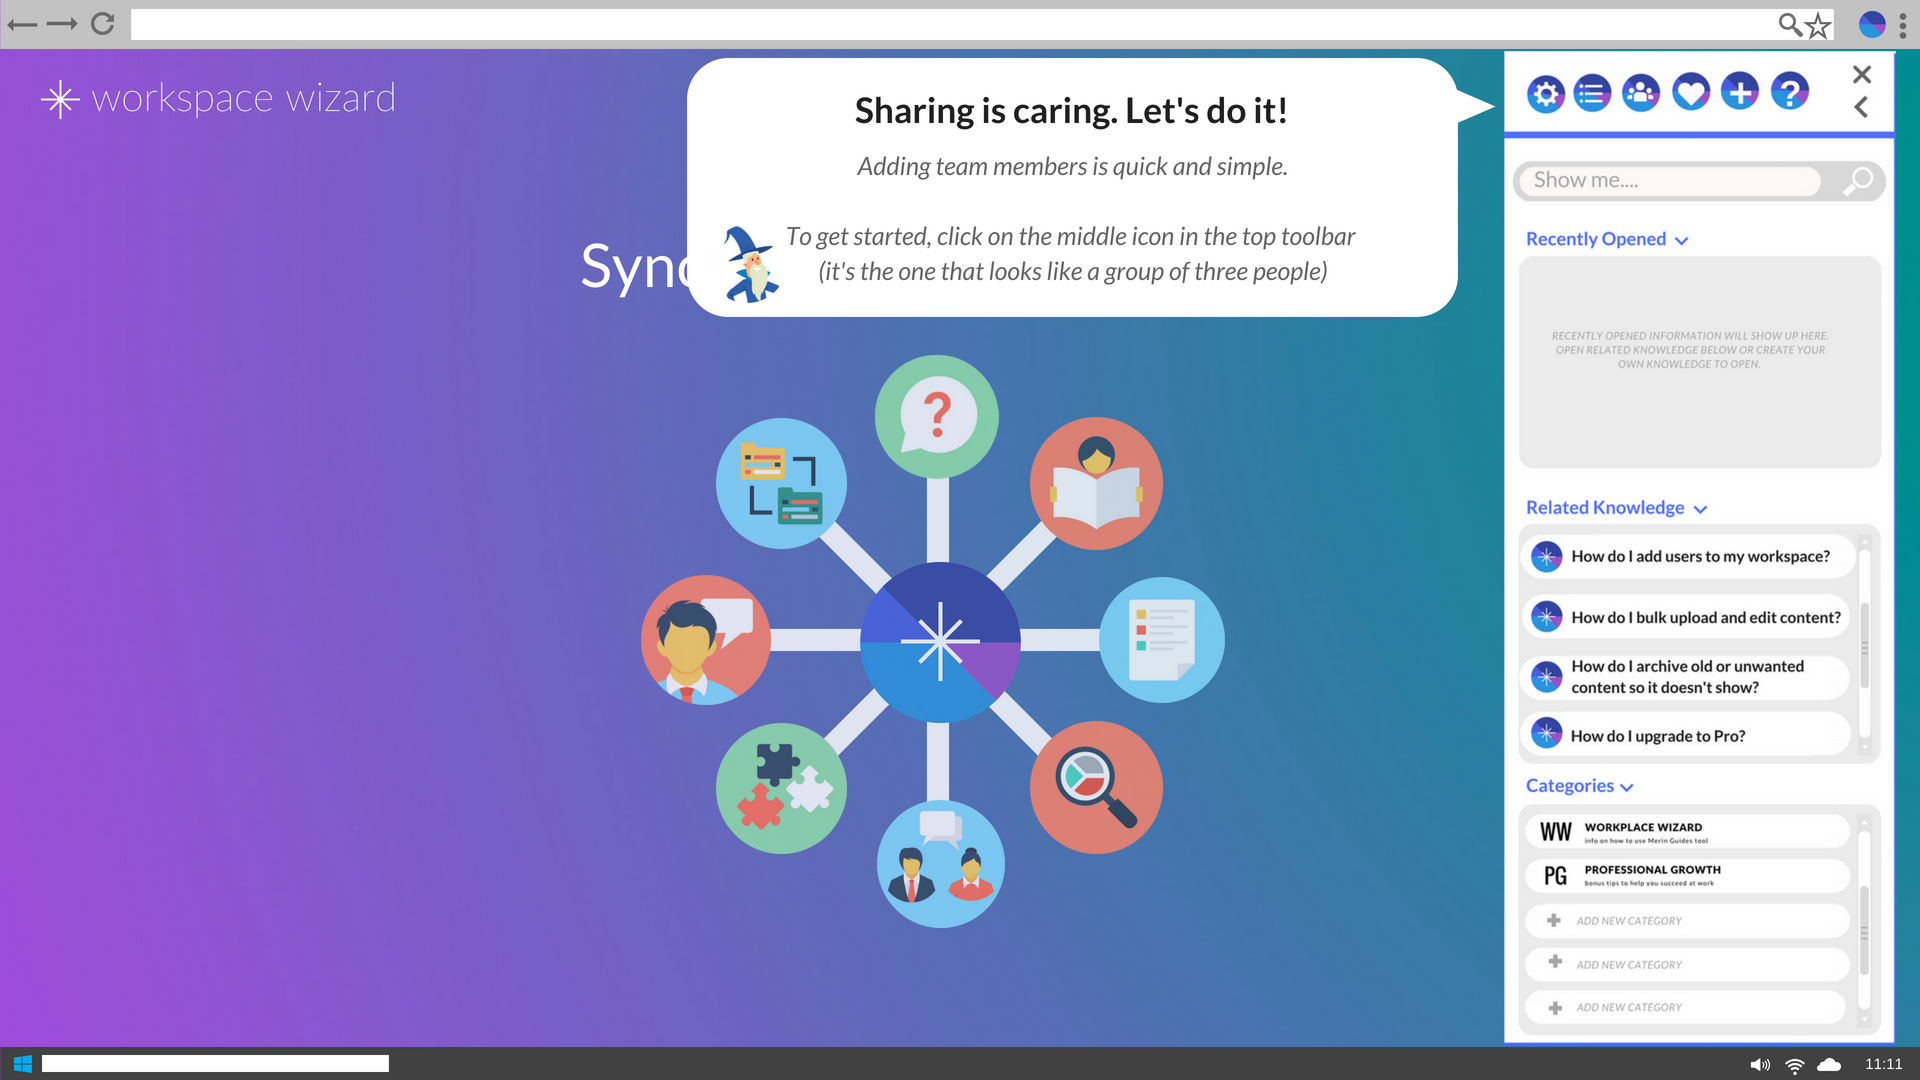 workspace wizard
Sync
Sharing is caring. Let's do it!
Adding team members is quick and simple.
To get started, click on the middle icon in the top toolbar
(it's the one that looks like a group of three people)
Show me....
Recently Opened
RECENTLY OPENED INFORMATION WILL SHOW UP HERE.
OPEN RELATED KNOWLEDGE BELOW OR CREATE YOUR
OWN KNOWLEDGE TO OPEN.
Related Knowledge
How do I add users to my workspace?
How do I bulk upload and edit content?
How do I archive old or unwanted
content so it doesn't show?
How do I upgrade to Pro?
Categories
WW WORKPLACE WIZARD
info on how to use Merin Guides tool
PG PROFESSIONAL GROWTH
bonus tips to help you succeed at work
ADD NEW CATEGORY
ADD NEW CATEGORY
ADD NEW CATEGORY
11:11